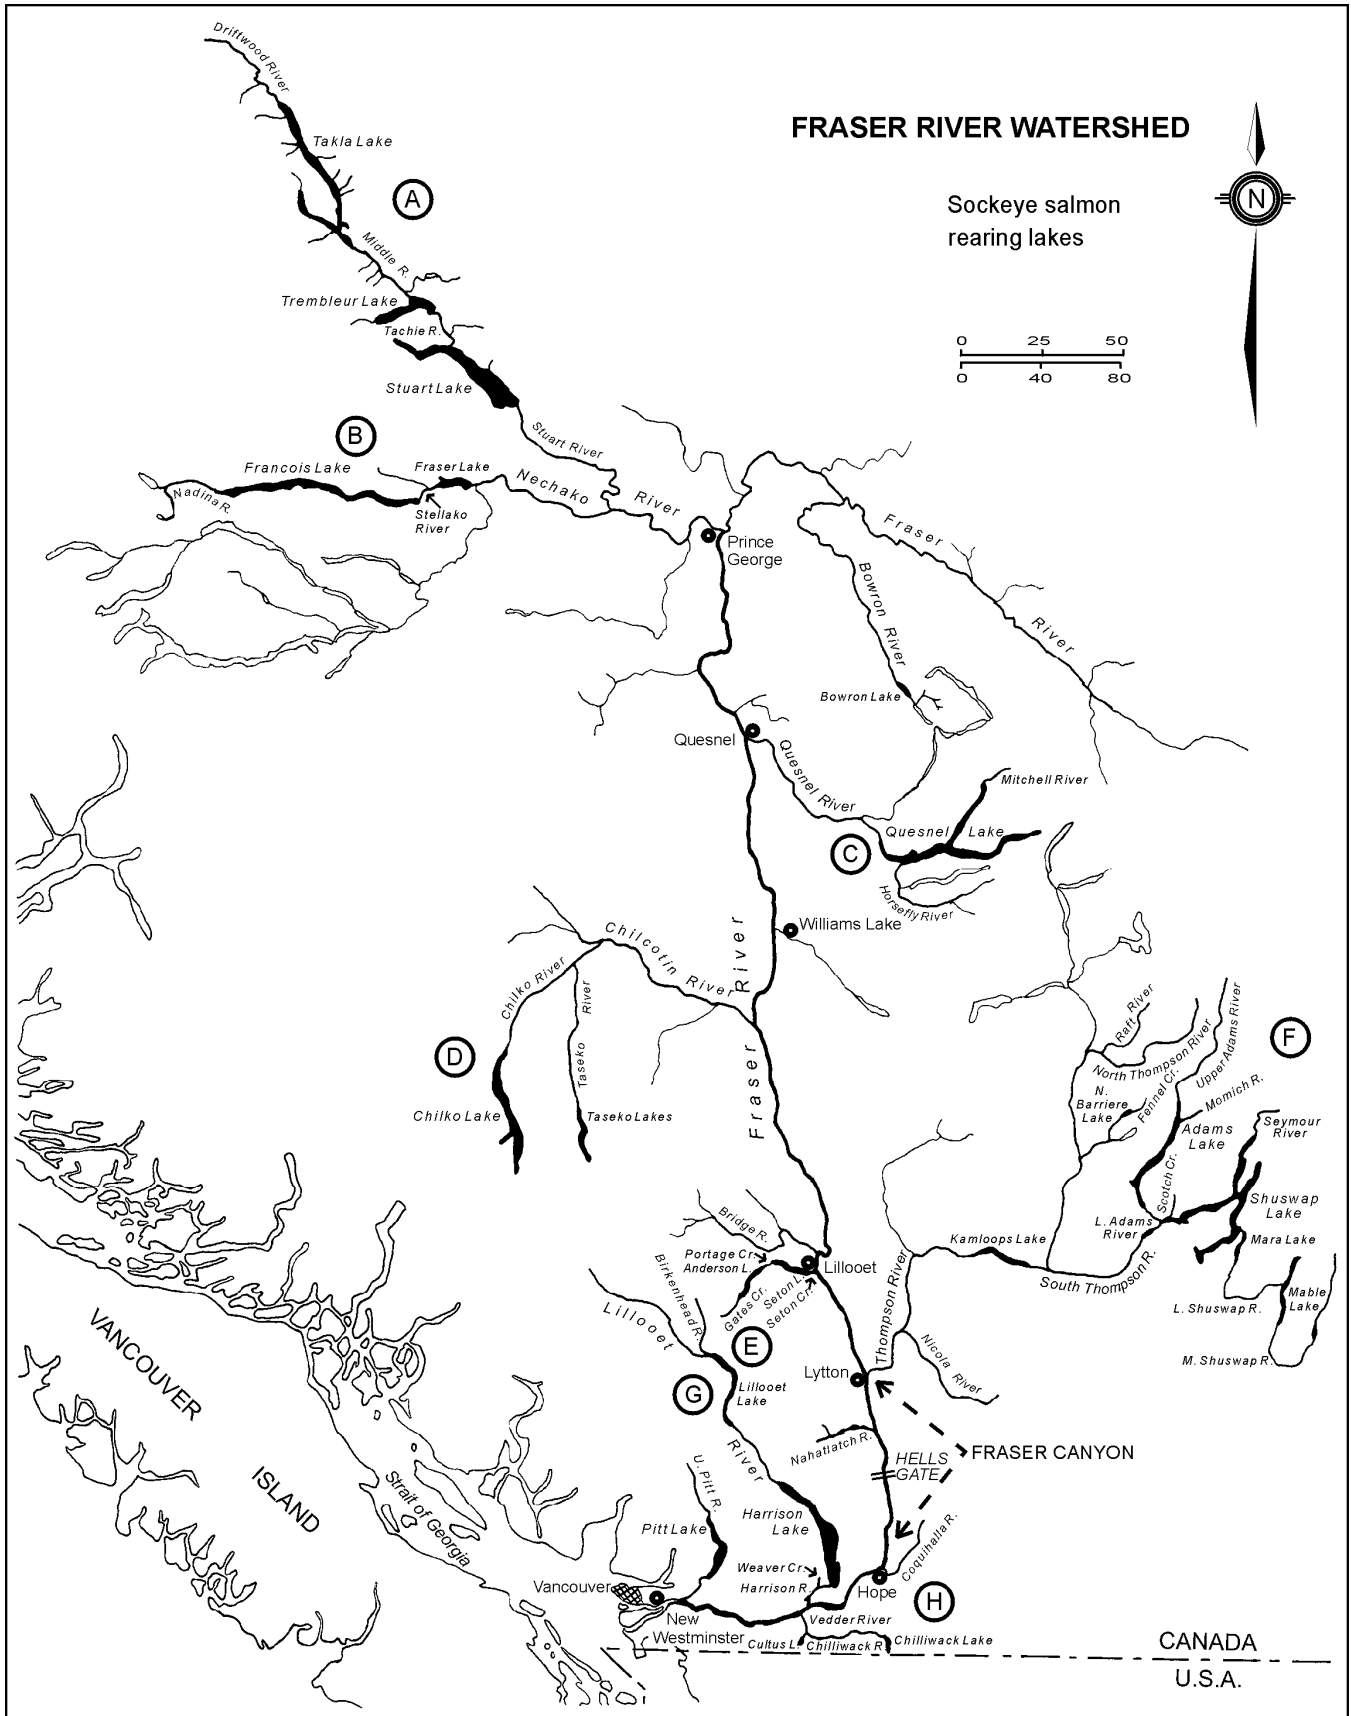 Driftwood River
FRASER RIVER WATERSHED
Takla Lake
A
N
Sockeye salmon
rearing lakes
Middle R.
Trembleur Lake
Tachie R.
0 25 50
0 40 80
Stuart Lake
B
Stuart River
Francois Lake
Fraser Lake
Nechako
River
Nadina R.
Stellako
River
Prince
George
Fraser
River
Bowron River
Bowron Lake
Quesnel
Quesnel River
Mitchell River
Quesnel Lake
C
Horsefly River
Williams Lake
River
Chilcotin River
Chilko River
River
Taseko
D
Fraser
Chilko Lake
Taseko Lakes
Raft River
North Thompson River
Upper Adams River
F
N.
Barriere
Lake
Fennel Cr.
Momich R.
Adams
Lake
Seymour
River
Scotch Cr.
Shuswap
Lake
L. Adams
River
Mara Lake
Kamloops Lake
South Thompson R.
Bridge R.
Portage Cr.
Anderson L.
Lillooet
Gates Cr.
Seton L.
Seton Cr.
Birkenhead R.
Lillooet
Thompson River
L. Shuswap R.
Mable
Lake
M. Shuswap R.
E
Nicola River
Lytton
G
Lillooet
Lake
River
Nahatlatch R.
FRASER CANYON
HELLS
GATE
VANCOUVER
ISLAND
Strait of Georgia
U. Pitt R.
Pitt Lake
Harrison
Lake
Coquihalla R.
Weaver Cr.
Harrison R.
Vancouver
Hope
H
New
Westminster
Vedder River
Cultus L.
Chilliwack R.
Chilliwack Lake
CANADA
U.S.A.